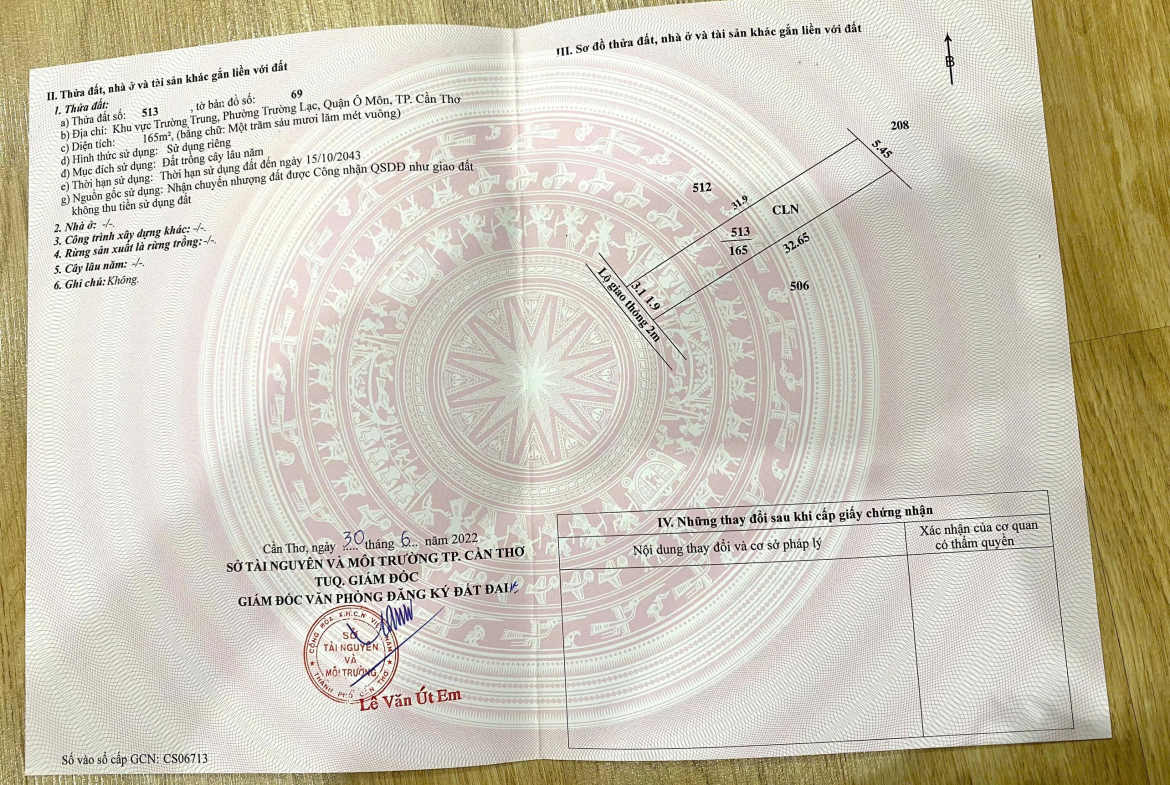 II. Thửa đất, nhà ở và tài sản khác gắn liền với đất
1. Thửa đất:
a) Thửa đất số: 513 , tờ bản đồ số: 69
b) Địa chỉ: Khu vực Trường Trung, Phường Trường Lạc, Quận Ô Môn, TP. Cần Thơ
c) Diện tích: 165m², (bằng chữ: Một trăm sáu mươi lăm mét vuông)
d) Hình thức sử dụng: Sử dụng riêng
đ) Mục đích sử dụng: Đất trồng cây lâu năm
e) Thời hạn sử dụng: Thời hạn sử dụng đất đến ngày 15/10/2043
g) Nguồn gốc sử dụng: Nhận chuyển nhượng đất được Công nhận QSDĐ như giao đất
không thu tiền sử dụng đất
2. Nhà ở: -/-.
3. Công trình xây dựng khác: -/-.
4. Rừng sản xuất là rừng trồng: -/-.
5. Cây lâu năm: -/-.
6. Ghi chú: Không.
Cần Thơ, ngày 30 tháng 6 năm 2022
SỞ TÀI NGUYÊN VÀ MÔI TRƯỜNG TP. CẦN THƠ
TUQ. GIÁM ĐỐC
GIÁM ĐỐC VĂN PHÒNG ĐĂNG KÝ ĐẤT ĐAI
CỘNG HÒA X.H.C.N VIỆT NAM
SỞ
TÀI NGUYÊN
VÀ
MÔI TRƯỜNG
THÀNH PHỐ CẦN THƠ
Lê Văn Út Em
Số vào sổ cấp GCN: CS06713
III. Sơ đồ thửa đất, nhà ở và tài sản khác gắn liền với đất
B
208
5.45
512
31.9
CLN
513
165
32.65
506
3.1 1.9
Lộ giao thông 2m
IV. Những thay đổi sau khi cấp giấy chứng nhận
Nội dung thay đổi và cơ sở pháp lý
Xác nhận của cơ quan
có thẩm quyền